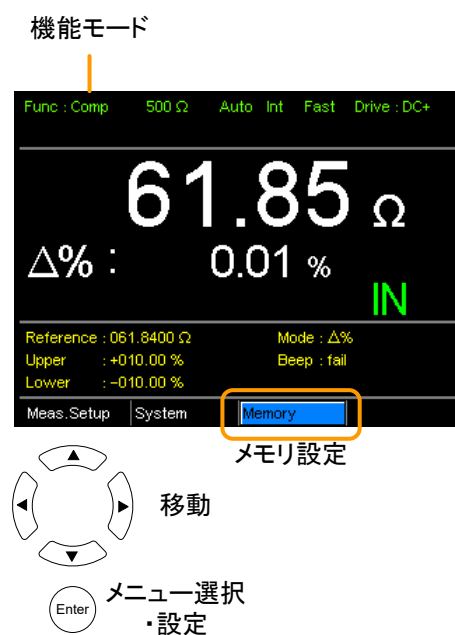 機能モード
Func : Comp 500 Ω Auto Int Fast Drive : DC+
61.85 Ω
Δ% : 0.01 %
IN
Reference : 061.8400 Ω Mode : Δ%
Upper : +010.00 % Beep : fail
Lower : -010.00 %
Meas.Setup System Memory
メモリ設定
移動
Enter
メニュー選択
・設定